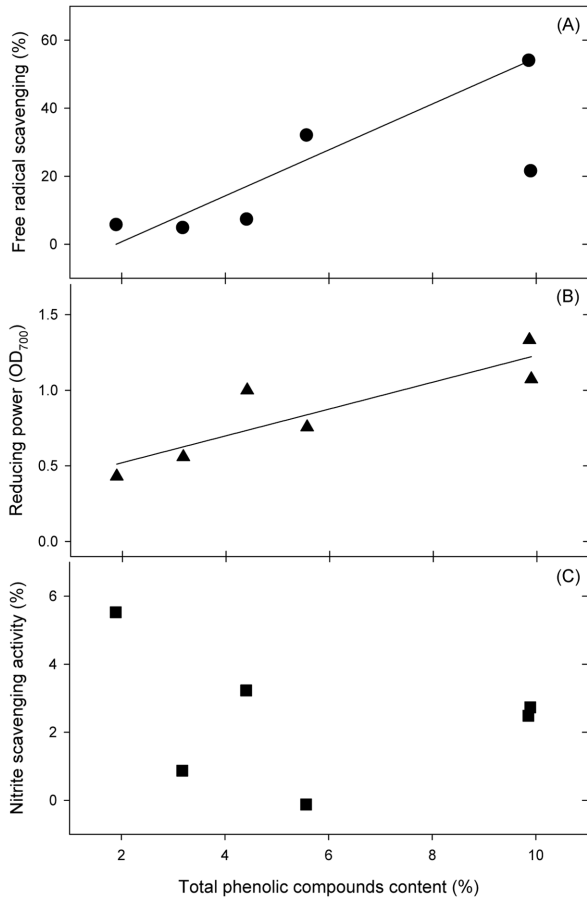 (A)
Free radical scavenging (%)
60
40
20
0
(B)
Reducing power (OD₇₀₀)
1.5
1.0
0.5
0.0
(C)
Nitrite scavenging activity (%)
6
4
2
0
2 4 6 8 10
Total phenolic compounds content (%)